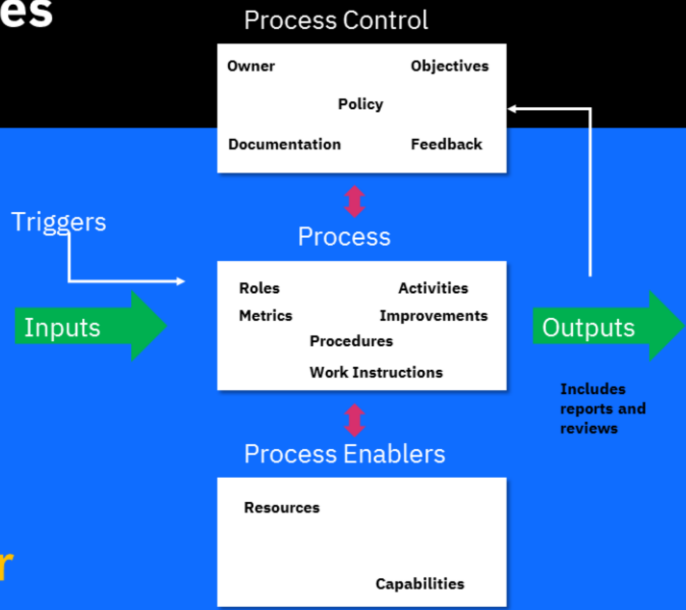 es
Process Control
Owner Objectives
Policy
Documentation Feedback
Triggers
Process
Roles Activities
Metrics Improvements
Procedures
Work Instructions
Inputs
Outputs
Includes
reports and
reviews
Process Enablers
Resources
Capabilities
r